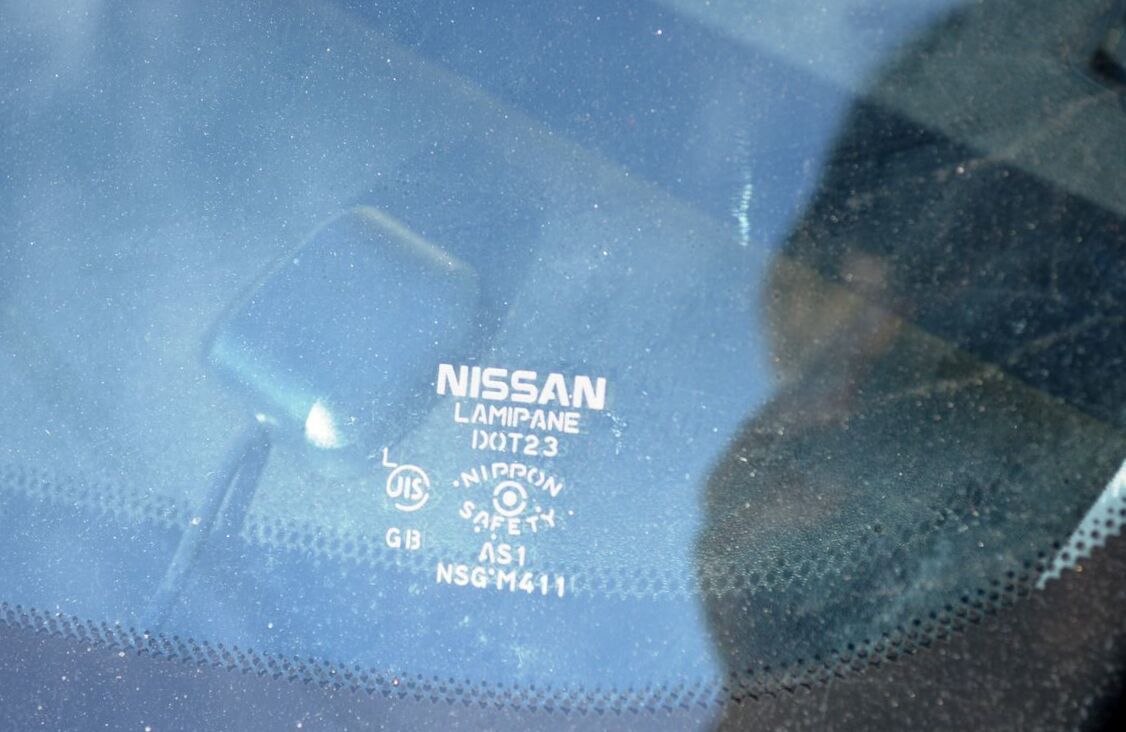 NISSAN
LAMIPANE
DOT23
L
JIS
NIPPON
SAFETY
GB
AS1
NSG M411